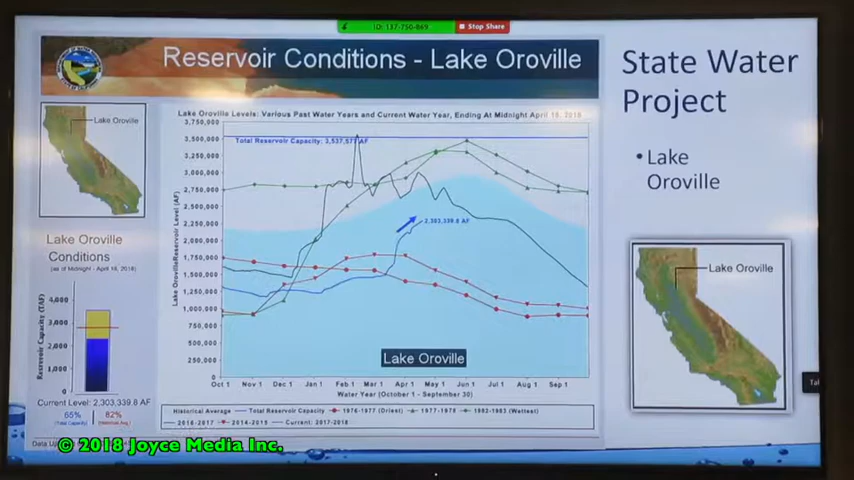 ID: 137-750-869
Stop Share
Reservoir Conditions - Lake Oroville
State Water
Project
• Lake
Oroville
Lake Oroville
Lake Oroville Levels: Various Past Water Years and Current Water Year, Ending At Midnight April 18, 2018
Lake Oroville Reservoir Level (AF)
3,750,000
3,500,000
3,250,000
3,000,000
2,750,000
2,500,000
2,250,000
2,000,000
1,750,000
1,500,000
1,250,000
1,000,000
750,000
500,000
250,000
0
Total Reservoir Capacity: 3,537,577 AF
2,303,339.8 AF
Lake Oroville
Oct 1 Nov 1 Dec 1 Jan 1 Feb 1 Mar 1 Apr 1 May 1 Jun 1 Jul 1 Aug 1 Sep 1
Water Year (October 1 - September 30)
Historical Average Total Reservoir Capacity 1976-1977 (Driest) 1977-1978 1982-1983 (Wettest)
2016-2017 2014-2015 Current: 2017-2018
Lake Oroville
Conditions
(as of Midnight - April 18, 2018)
Reservoir Capacity (TAF)
4,000
3,000
2,000
1,000
0
Current Level: 2,303,339.8 AF
65% 82%
(Total Capacity) (Historical Avg.)
Lake Oroville
© 2018 Joyce Media Inc.